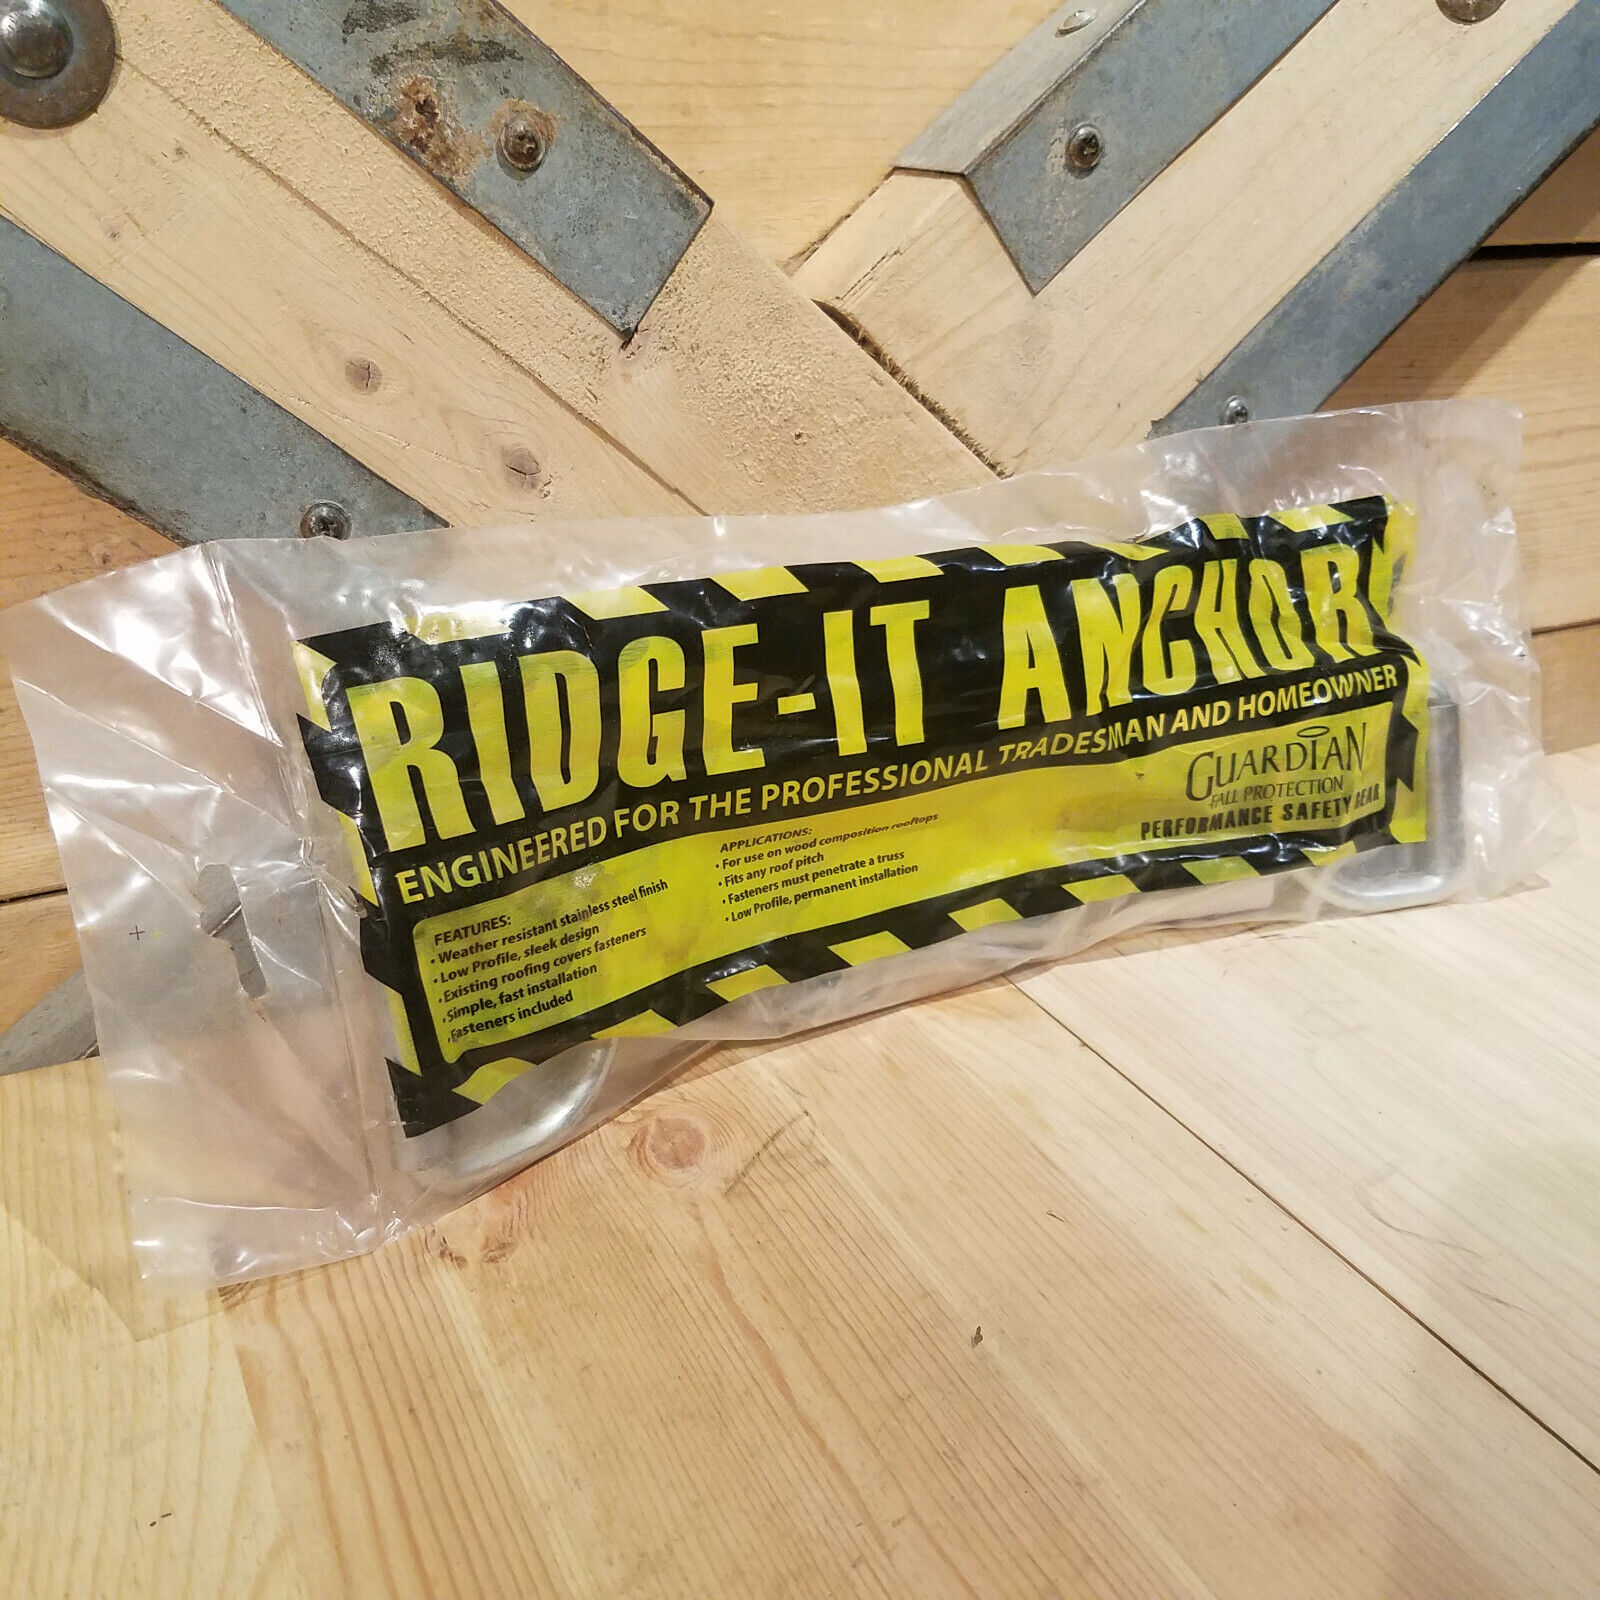 RIDGE-IT ANCHOR
ENGINEERED FOR THE PROFESSIONAL TRADESMAN AND HOMEOWNER
FEATURES:
• Weather resistant stainless steel finish
• Low Profile, sleek design
• Existing roofing covers fasteners
• Simple, fast installation
• Fasteners included
APPLICATIONS:
• For use on wood composition rooftops
• Fits any roof pitch
• Fasteners must penetrate a truss
• Low Profile, permanent installation
GUARDIAN
FALL PROTECTION
PERFORMANCE SAFETY GEAR